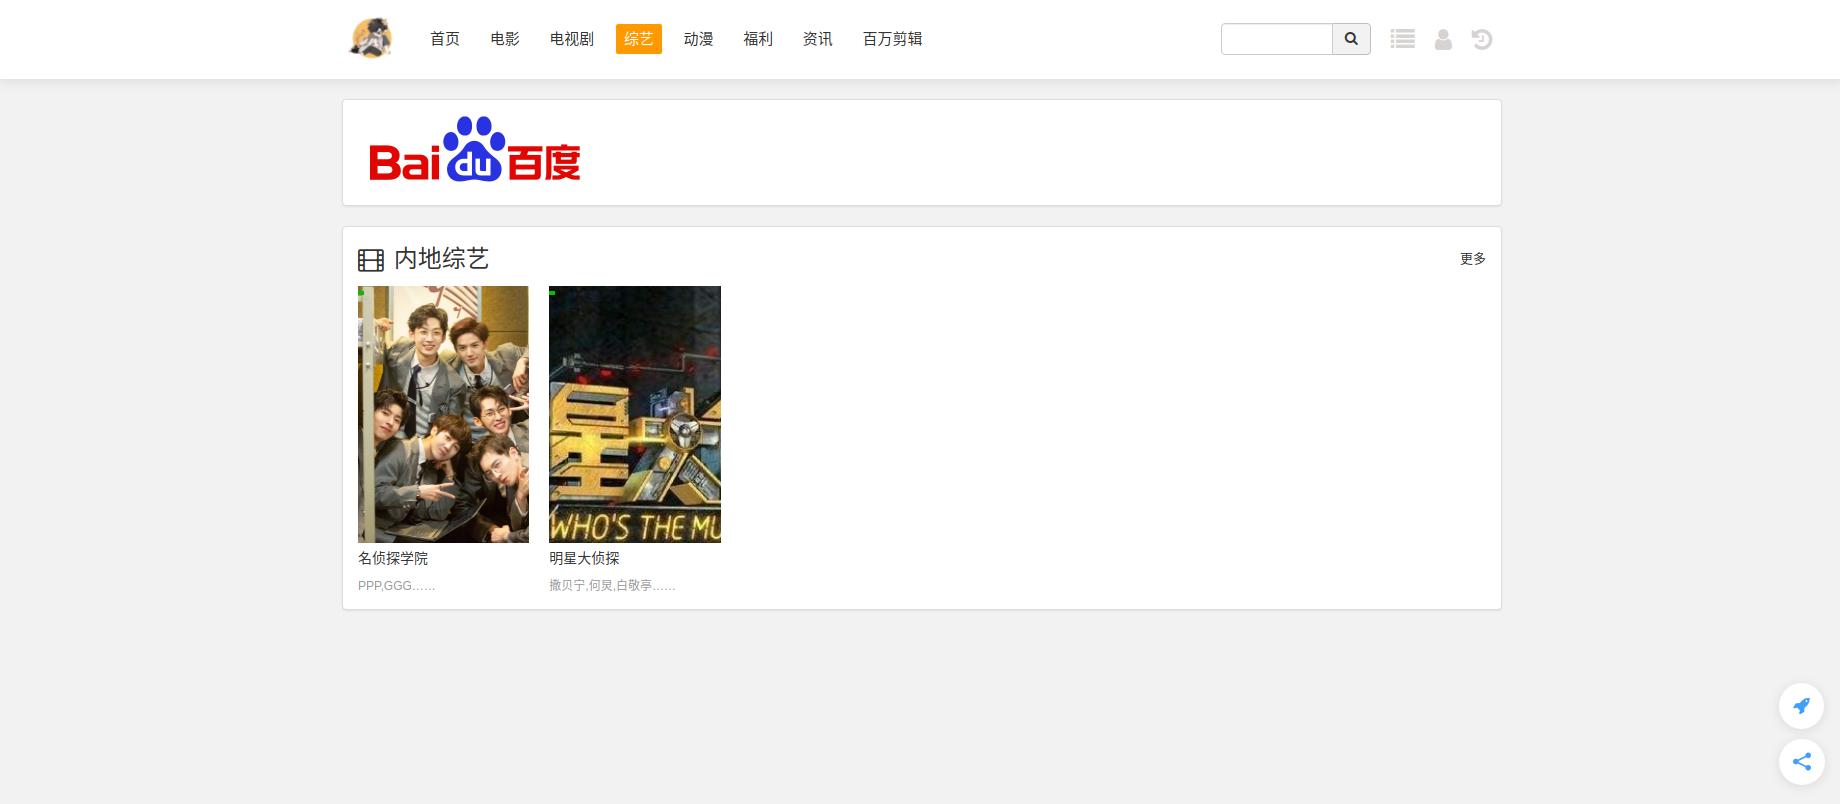 首页 电影 电视剧 综艺 动漫 福利 资讯 百万剪辑
Bai du 百度
内地综艺
更多
WHO'S THE MU
名侦探学院
PPP,GGG……
明星大侦探
撒贝宁,何炅,白敬亭……